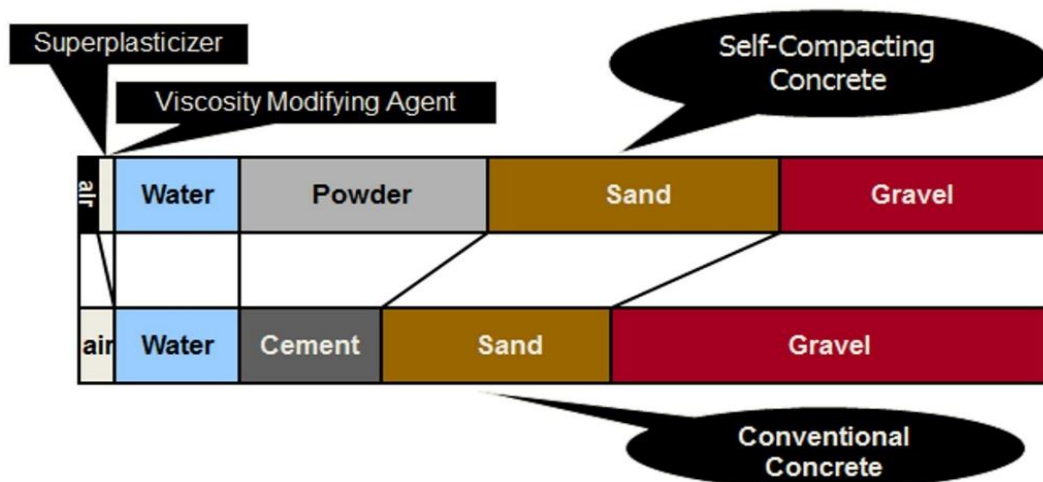 Superplasticizer
Self-Compacting
Concrete
Viscosity Modifying Agent
air
Water
Powder
Sand
Gravel
air
Water
Cement
Sand
Gravel
Conventional
Concrete